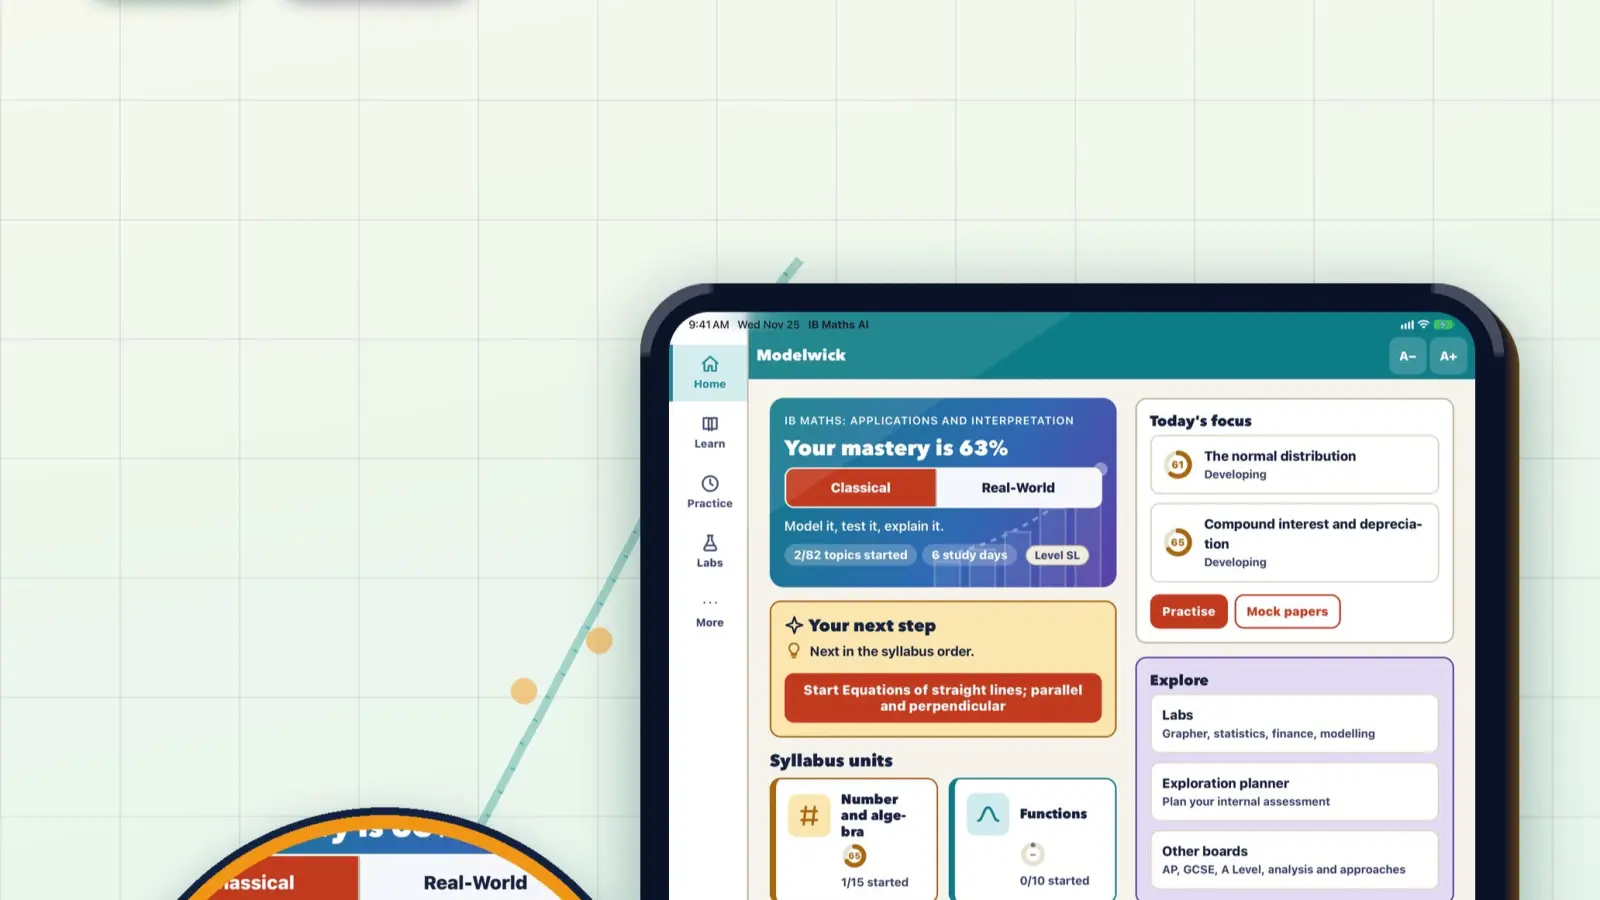 9:41 AM Wed Nov 25 IB Maths AI
Modelwick
A−
A+
Home
Learn
Practice
Labs
More
IB MATHS: APPLICATIONS AND INTERPRETATION
Your mastery is 63%
Classical
Real-World
Model it, test it, explain it.
2/82 topics started
6 study days
Level SL
Your next step
Next in the syllabus order.
Start Equations of straight lines; parallel
and perpendicular
Syllabus units
Number
and alge-
bra
65
1/15 started
Functions
0/10 started
Today's focus
61
The normal distribution
Developing
65
Compound interest and deprecia-
tion
Developing
Practise
Mock papers
Explore
Labs
Grapher, statistics, finance, modelling
Exploration planner
Plan your internal assessment
Other boards
AP, GCSE, A Level, analysis and approaches
Real-World